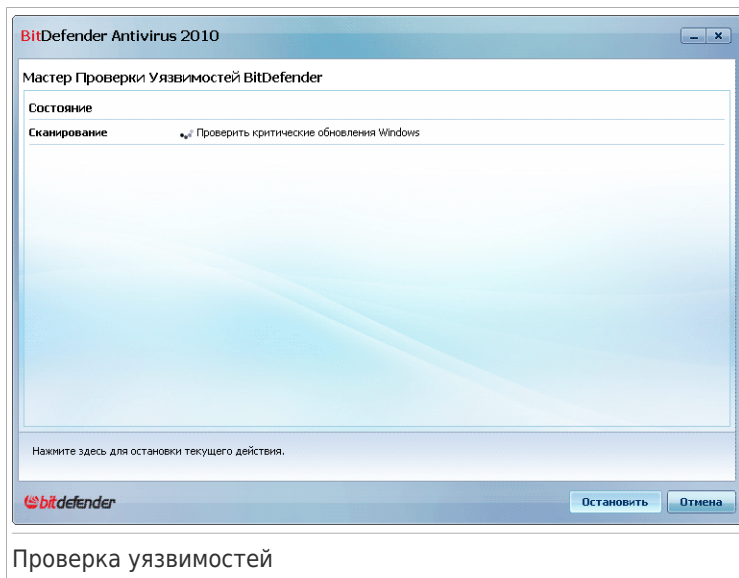 BitDefender Antivirus 2010
Мастер Проверки Уязвимостей BitDefender
Состояние
Сканирование Проверить критические обновления Windows
Нажмите здесь для остановки текущего действия.
bitdefender Остановить Отмена
Проверка уязвимостей